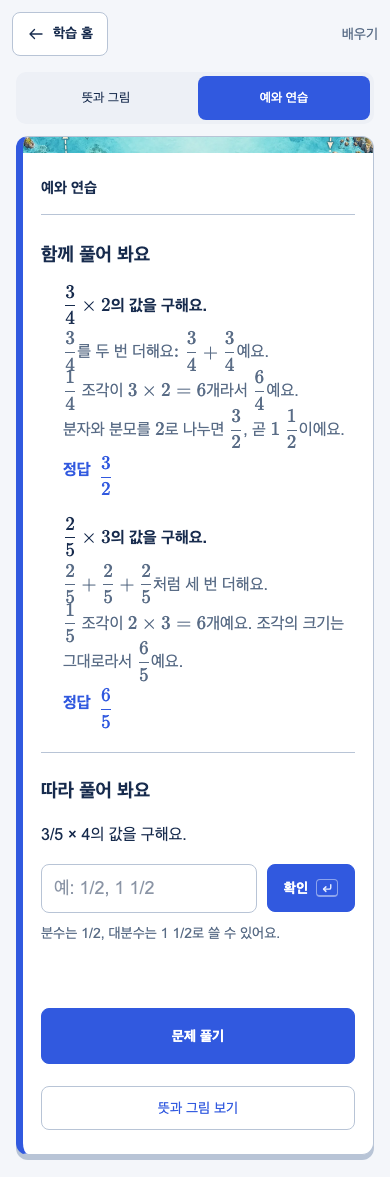 ← 학습 홈
배우기
뜻과 그림
예와 연습
예와 연습
함께 풀어 봐요
3/4 × 2의 값을 구해요.
3/4를 두 번 더해요: 3/4 + 3/4예요.
1/4 조각이 3 × 2 = 6개라서 6/4예요.
분자와 분모를 2로 나누면 3/2, 곧 1 1/2이에요.
정답 3/2
2/5 × 3의 값을 구해요.
2/5 + 2/5 + 2/5처럼 세 번 더해요.
1/5 조각이 2 × 3 = 6개예요. 조각의 크기는
그대로라서 6/5예요.
정답 6/5
따라 풀어 봐요
3/5 × 4의 값을 구해요.
예: 1/2, 1 1/2
확인 ↵
분수는 1/2, 대분수는 1 1/2로 쓸 수 있어요.
문제 풀기
뜻과 그림 보기